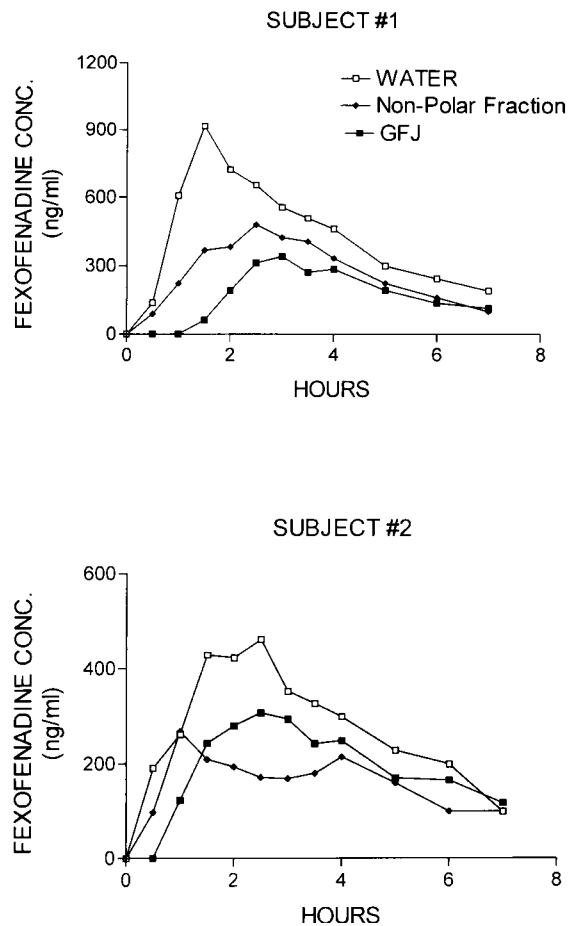 SUBJECT #1
FEXOFENADINE CONC.
(ng/ml)
1200
900
600
300
0
WATER
Non-Polar Fraction
GFJ
0 2 4 6 8
HOURS
SUBJECT #2
FEXOFENADINE CONC.
(ng/ml)
600
400
200
0
0 2 4 6 8
HOURS